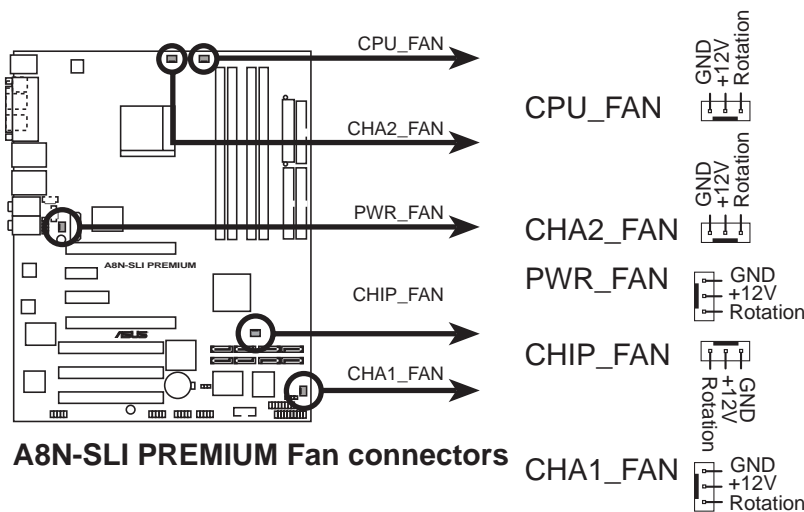 CPU_FAN
CHA2_FAN
PWR_FAN
CHIP_FAN
CHA1_FAN
A8N-SLI PREMIUM
ASUS
A8N-SLI PREMIUM Fan connectors
CPU_FAN
GND
+12V
Rotation
CHA2_FAN
GND
+12V
Rotation
PWR_FAN
GND
+12V
Rotation
CHIP_FAN
Rotation
+12V
GND
CHA1_FAN
GND
+12V
Rotation